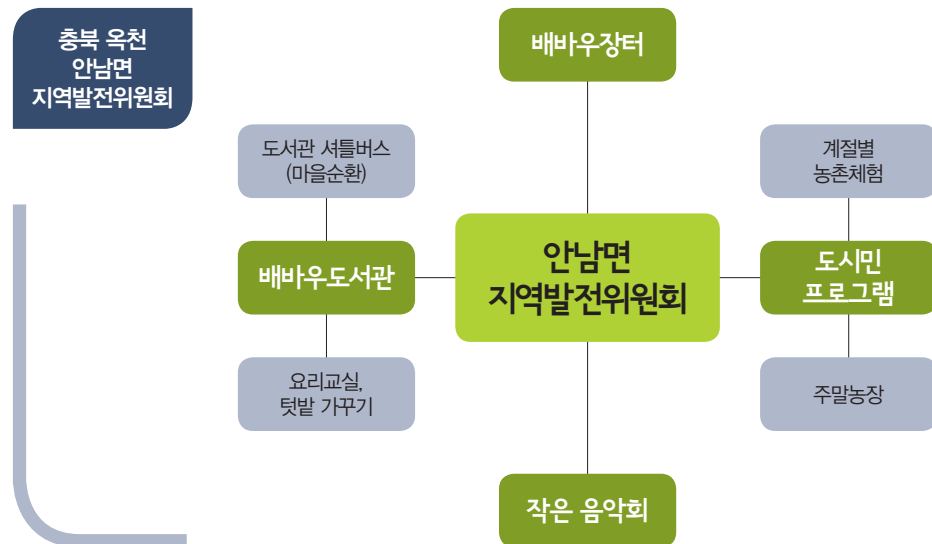 충북 옥천
안남면
지역발전위원회
배바우장터
도서관 셔틀버스
(마을순환)
계절별
농촌체험
배바우도서관
안남면
지역발전위원회
도시민
프로그램
요리교실,
텃밭 가꾸기
주말농장
작은 음악회